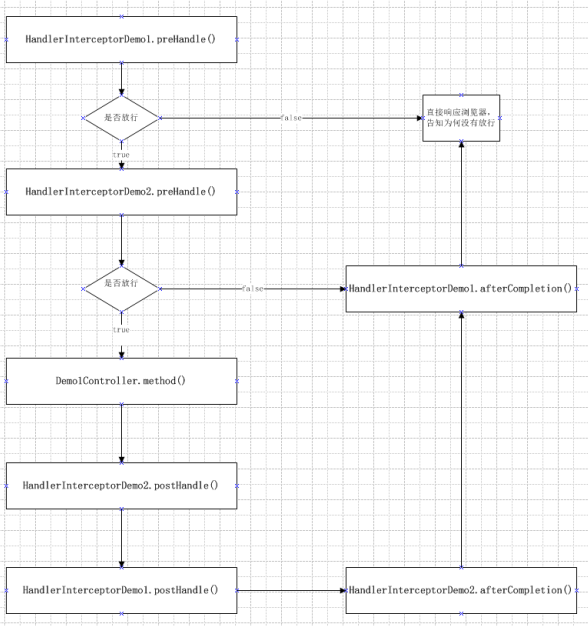 HandlerInterceptorDemo1.preHandle()
是否放行
false
直接响应浏览器，
告知为何没有放行
true
HandlerInterceptorDemo2.preHandle()
是否放行
false
HandlerInterceptorDemo1.afterCompletion()
true
Demo1Controller.method()
HandlerInterceptorDemo2.postHandle()
HandlerInterceptorDemo1.postHandle()
HandlerInterceptorDemo2.afterCompletion()